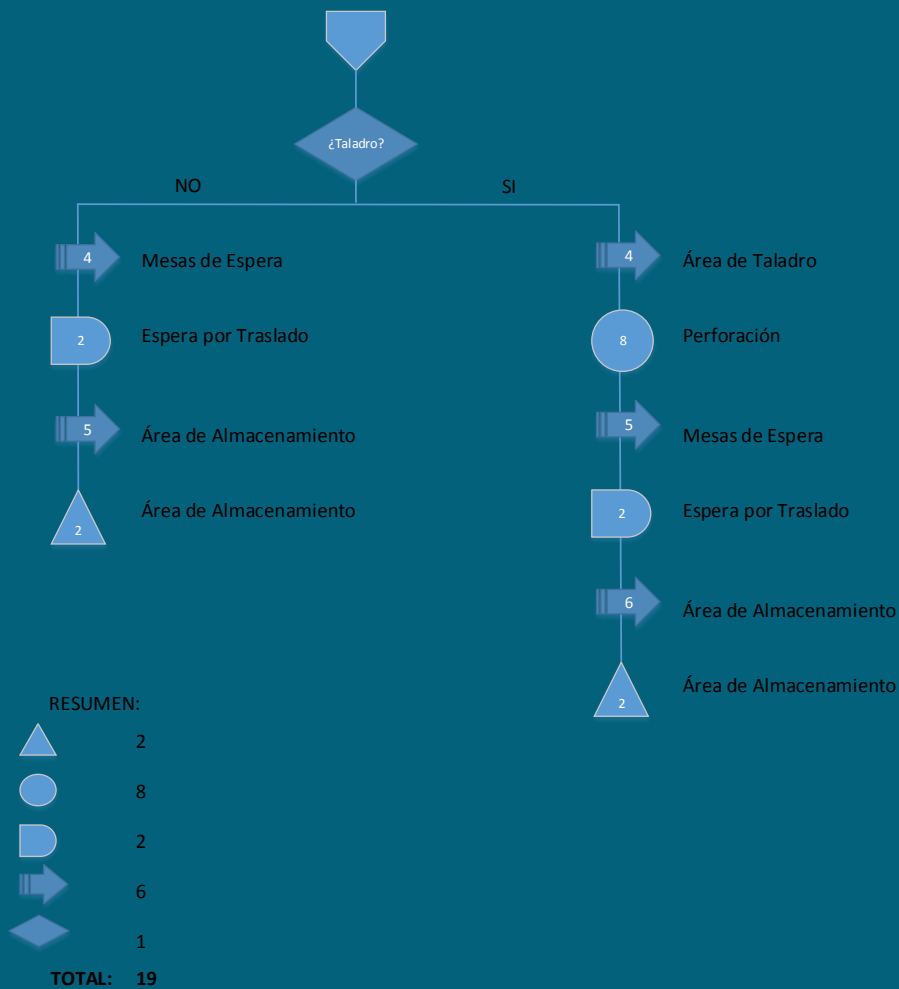 ¿Taladro?
NO
SI
4
Mesas de Espera
2
Espera por Traslado
5
Área de Almacenamiento
2
Área de Almacenamiento
4
Área de Taladro
8
Perforación
5
Mesas de Espera
2
Espera por Traslado
6
Área de Almacenamiento
2
Área de Almacenamiento
RESUMEN:
2
8
2
6
1
TOTAL: 19